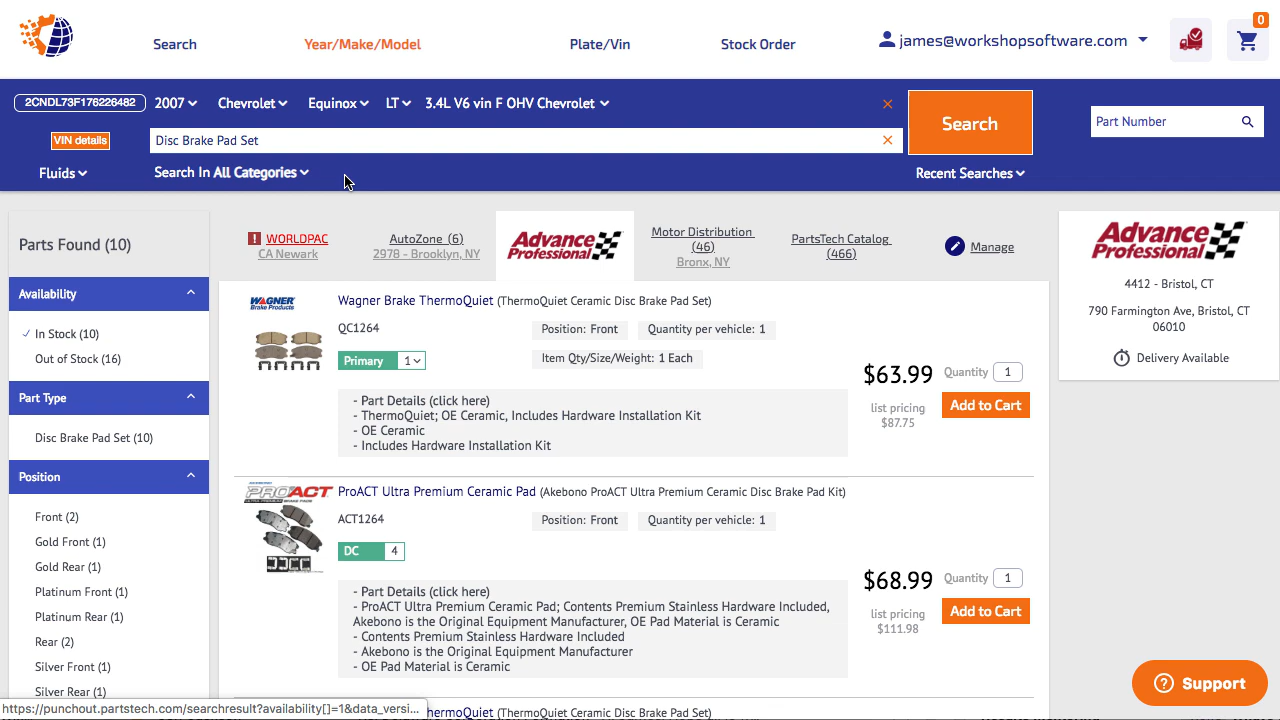 Search
Year/Make/Model
Plate/Vin
Stock Order
james@workshopsoftware.com
0
2CNDL73F176226482
2007
Chevrolet
Equinox
LT
3.4L V6 vin F OHV Chevrolet
Search
Part Number
VIN details
Disc Brake Pad Set
Fluids
Search In All Categories
Recent Searches
Parts Found (10)
Availability
In Stock (10)
Out of Stock (16)
Part Type
Disc Brake Pad Set (10)
Position
Front (2)
Gold Front (1)
Gold Rear (1)
Platinum Front (1)
Platinum Rear (1)
Rear (2)
Silver Front (1)
Silver Rear (1)
WORLDPAC
CA Newark
AutoZone (6)
2978 - Brooklyn, NY
Advance
Professional
Motor Distribution
(46)
Bronx, NY
PartsTech Catalog
(466)
Manage
WAGNER
Brake Products
Wagner Brake ThermoQuiet (ThermoQuiet Ceramic Disc Brake Pad Set)
QC1264
Position: Front
Quantity per vehicle: 1
Primary 1
Item Qty/Size/Weight: 1 Each
- Part Details (click here)
- ThermoQuiet; OE Ceramic, Includes Hardware Installation Kit
- OE Ceramic
- Includes Hardware Installation Kit
$63.99
Quantity 1
list pricing
$87.75
Add to Cart
PROACT
ProACT Ultra Premium Ceramic Pad (Akebono ProACT Ultra Premium Ceramic Disc Brake Pad Kit)
ACT1264
Position: Front
Quantity per vehicle: 1
DC 4
- Part Details (click here)
- ProACT Ultra Premium Ceramic Pad; Contents Premium Stainless Hardware Included,
Akebono is the Original Equipment Manufacturer, OE Pad Material is Ceramic
- Contents Premium Stainless Hardware Included
- Akebono is the Original Equipment Manufacturer
- OE Pad Material is Ceramic
$68.99
Quantity 1
list pricing
$111.98
Add to Cart
hermoQuiet (ThermoQuiet Ceramic Disc Brake Pad Set)
Advance
Professional
4412 - Bristol, CT
790 Farmington Ave, Bristol, CT
06010
Delivery Available
Support
https://punchout.partstech.com/searchresult?availability[]=1&data_versi...